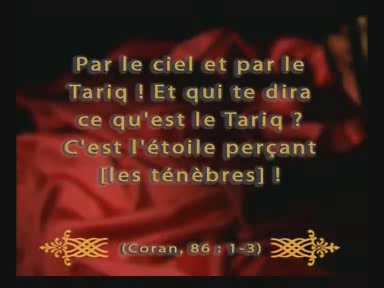 Par le ciel et par le
Tariq ! Et qui te dira
ce qu'est le Tariq ?
C'est l'étoile perçant
[les ténèbres] !
(Coran, 86 : 1-3)